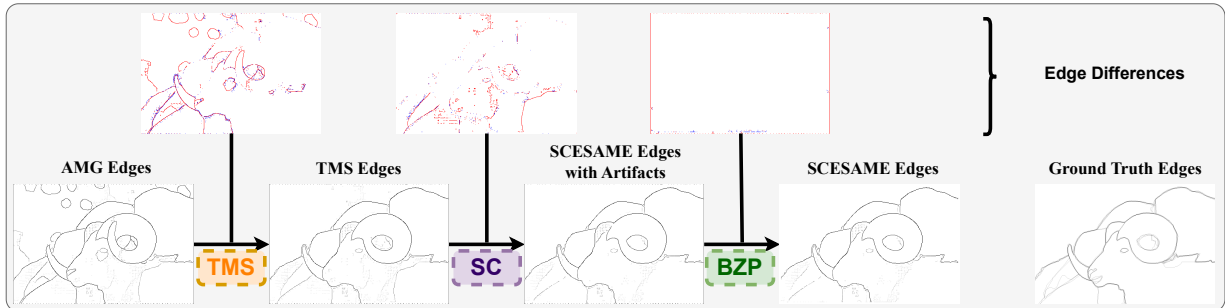 Edge Differences
AMG Edges
TMS Edges
SCESAME Edges
with Artifacts
SCESAME Edges
Ground Truth Edges
TMS
SC
BZP